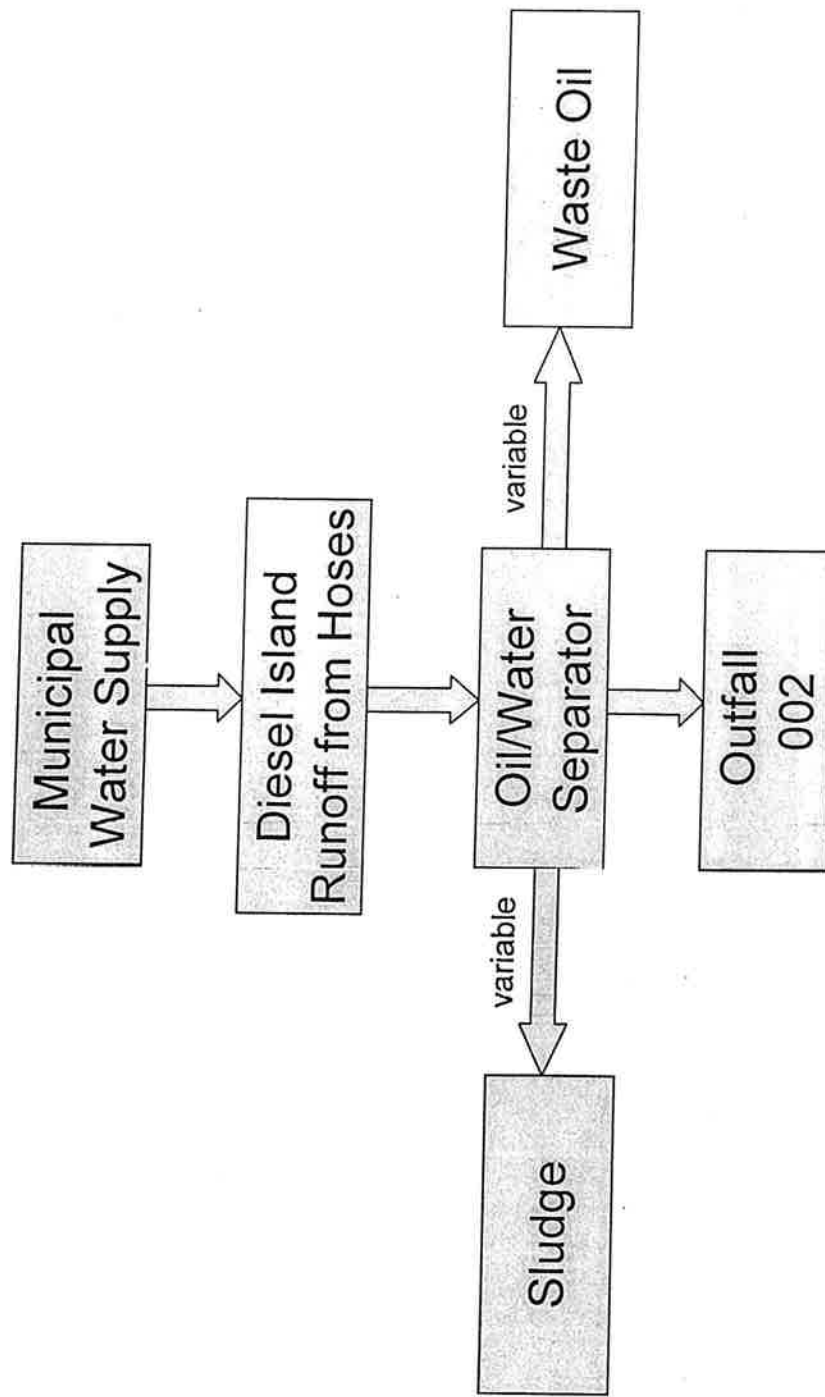 Municipal
Water Supply
Diesel Island
Runoff from Hoses
variable
variable
Sludge
Oil/Water
Separator
Waste Oil
Outfall
002